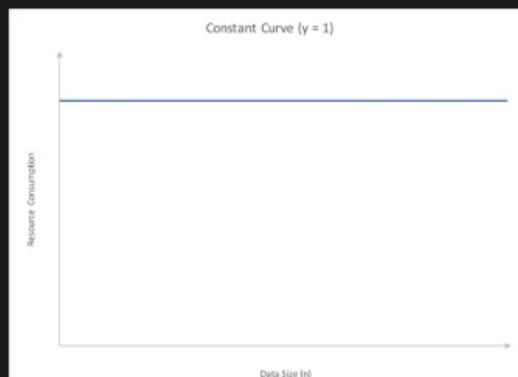 Constant Curve (y = 1)
Resource Consumption
Data Size (n)